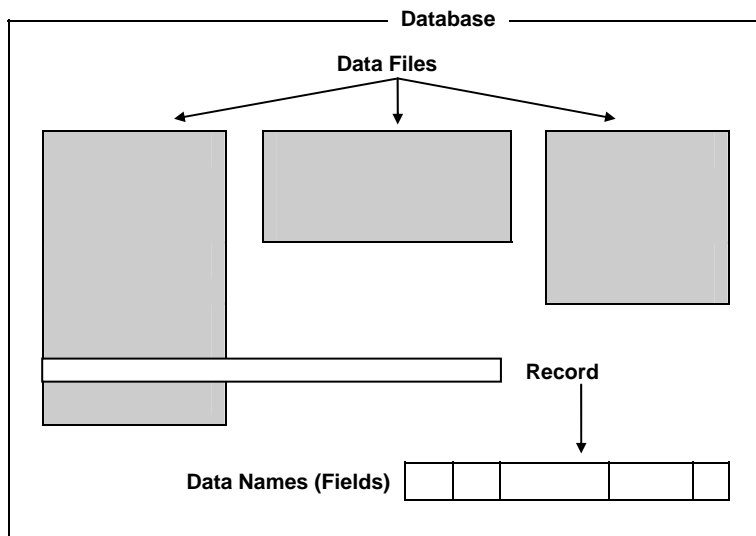 Database
Data Files
Record
Data Names (Fields)